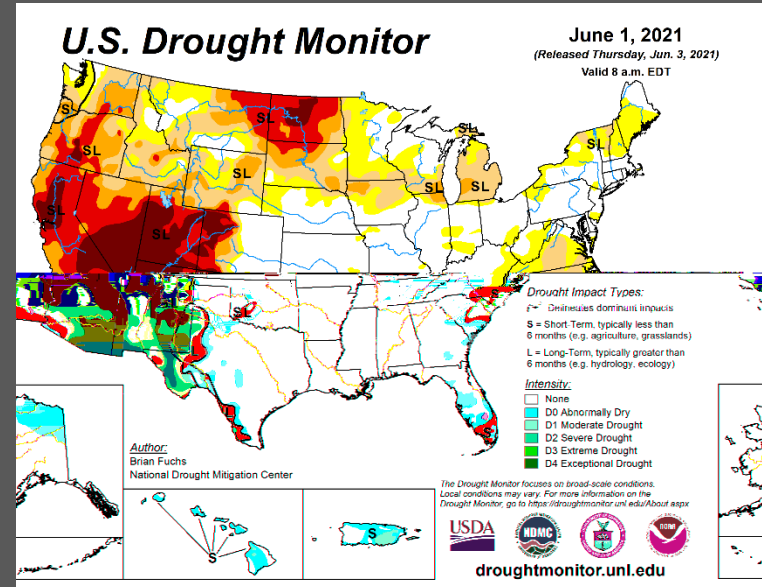 U.S. Drought Monitor
June 1, 2021
(Released Thursday, Jun. 3, 2021)
Valid 8 a.m. EDT
SL
SL
SL
SL
SL
SL
SL
SL
SL
SL
SL
S
L
L
S
S
S
Drought Impact Types:
Delineates dominant impacts
S = Short-Term, typically less than
6 months (e.g. agriculture, grasslands)
L = Long-Term, typically greater than
6 months (e.g. hydrology, ecology)
Intensity:
None
D0 Abnormally Dry
D1 Moderate Drought
D2 Severe Drought
D3 Extreme Drought
D4 Exceptional Drought
Author:
Brian Fuchs
National Drought Mitigation Center
The Drought Monitor focuses on broad-scale conditions.
Local conditions may vary. For more information on the
Drought Monitor, go to https://droughtmonitor.unl.edu/About.aspx
USDA
NDMC
droughtmonitor.unl.edu